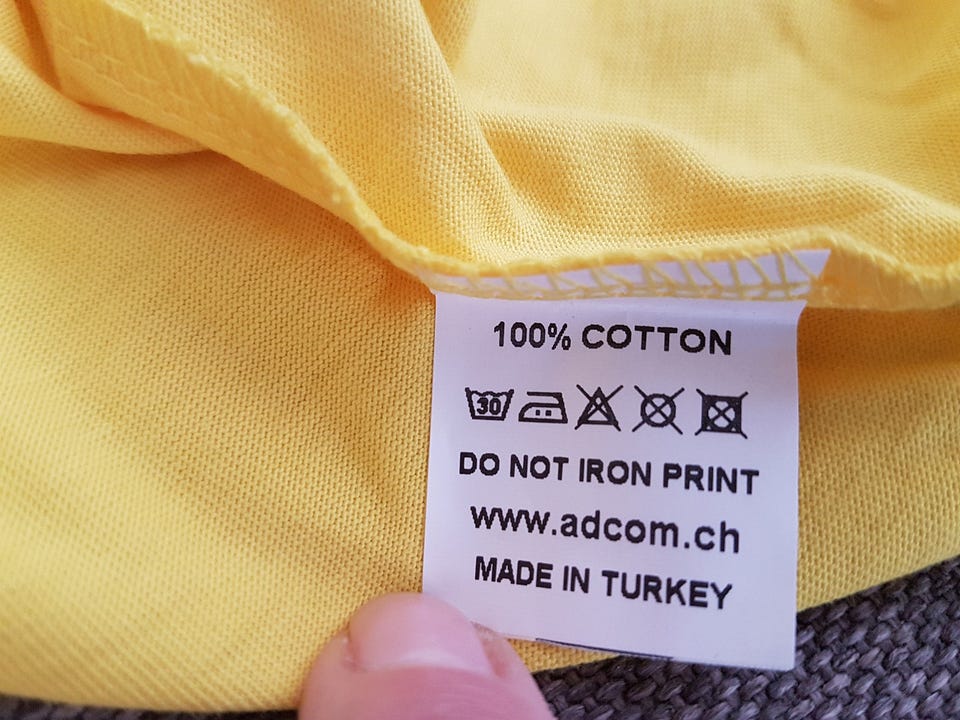 100% COTTON
30
DO NOT IRON PRINT
www.adcom.ch
MADE IN TURKEY